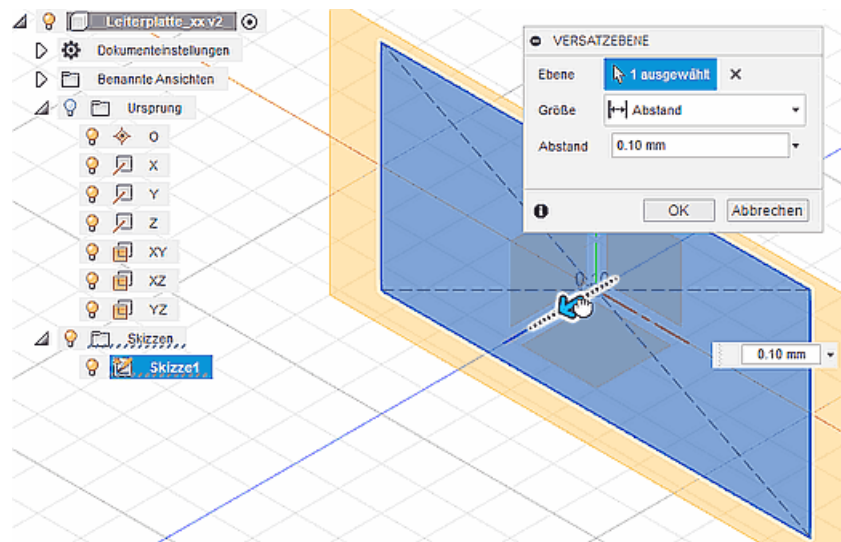 Leiterplatte_xx v2
Dokumenteinstellungen
Benannte Ansichten
Ursprung
O
X
Y
Z
XY
XZ
YZ
Skizzen
Skizze1
VERSATZEBENE
Ebene 1 ausgewählt
Größe Abstand
Abstand 0.10 mm
OK Abbrechen
0.10 mm